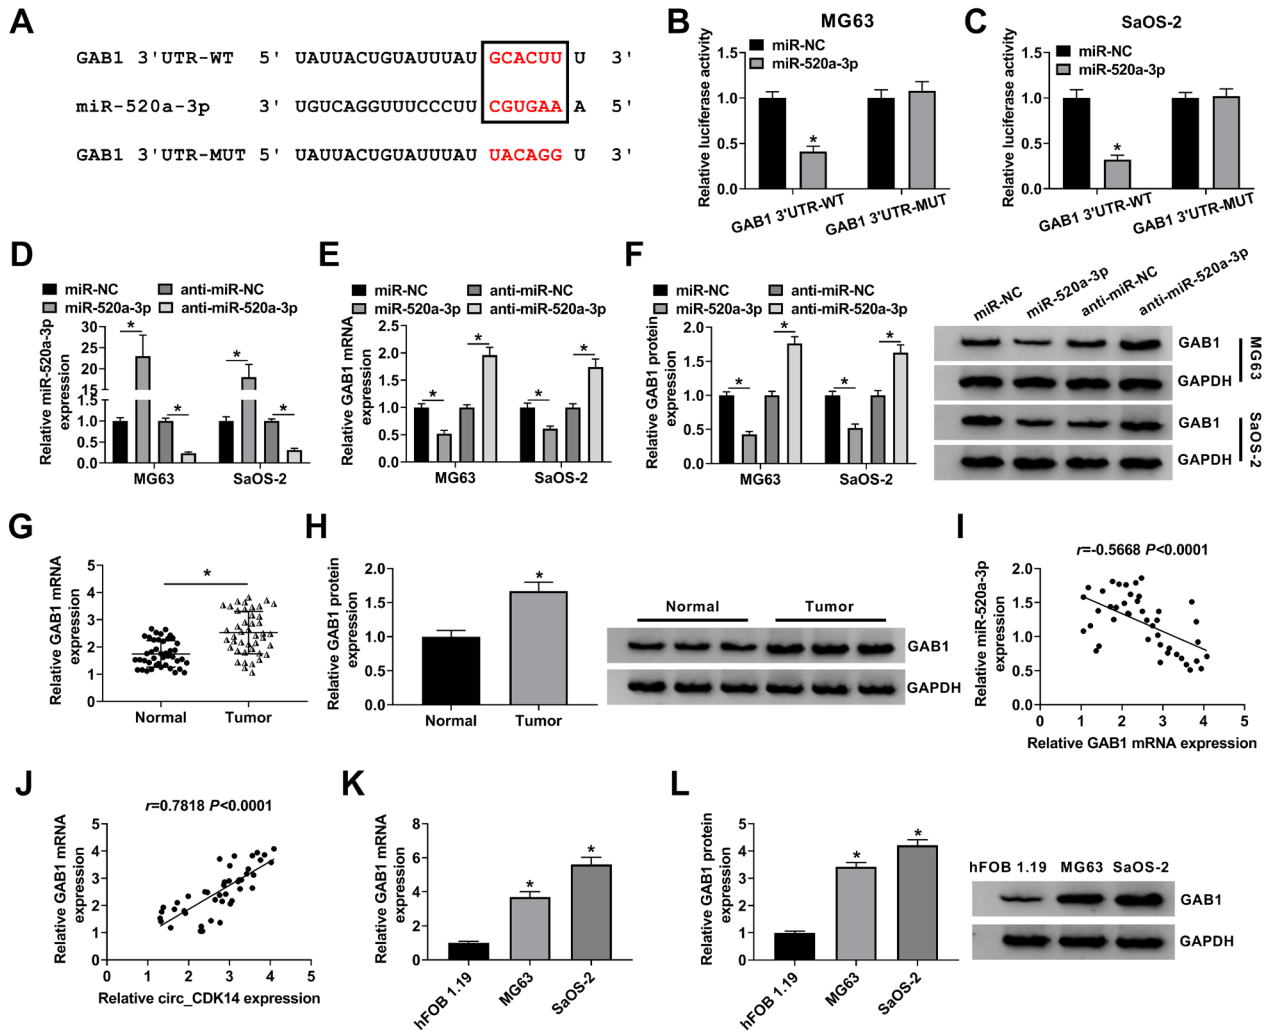 A
GAB1 3'UTR-WT 5' UAUUACUGUAUUUAU GCACUU U 3'
miR-520a-3p 3' UGUCAGGUUUCCCUU CGUGAA A 5'
GAB1 3'UTR-MUT 5' UAUUACUGUAUUUAU UACAGG U 3'
B
MG63
miR-NC
miR-520a-3p
Relative luciferase activity
1.5
1.0
0.5
0.0
*
GAB1 3'UTR-WT
GAB1 3'UTR-MUT
C
SaOS-2
miR-NC
miR-520a-3p
Relative luciferase activity
1.5
1.0
0.5
0.0
*
GAB1 3'UTR-WT
GAB1 3'UTR-MUT
D
miR-NC
anti-miR-NC
miR-520a-3p
anti-miR-520a-3p
Relative miR-520a-3p
expression
30
25
20
15
1.5
1.0
0.5
0.0
*
*
*
*
MG63
SaOS-2
E
miR-NC
anti-miR-NC
miR-520a-3p
anti-miR-520a-3p
Relative GAB1 mRNA
expression
2.5
2.0
1.5
1.0
0.5
0.0
*
*
*
*
MG63
SaOS-2
F
miR-NC
anti-miR-NC
miR-520a-3p
anti-miR-520a-3p
Relative GAB1 protein
expression
2.0
1.5
1.0
0.5
0.0
*
*
*
*
MG63
SaOS-2
miR-NC
miR-520a-3p
anti-miR-NC
anti-miR-520a-3p
GAB1
GAPDH
MG63
GAB1
GAPDH
SaOS-2
G
Relative GAB1 mRNA
expression
5
4
3
2
1
0
*
Normal
Tumor
H
Relative GAB1 protein
expression
2.0
1.5
1.0
0.5
0.0
*
Normal
Tumor
Normal
Tumor
GAB1
GAPDH
I
r=-0.5668 P<0.0001
Relative miR-520a-3p
expression
2.0
1.5
1.0
0.5
0.0
0 1 2 3 4 5
Relative GAB1 mRNA expression
J
r=0.7818 P<0.0001
Relative GAB1 mRNA
expression
5
4
3
2
1
0
0 1 2 3 4 5
Relative circ_CDK14 expression
K
Relative GAB1 mRNA
expression
8
6
4
2
0
*
*
hFOB 1.19
MG63
SaOS-2
L
Relative GAB1 protein
expression
5
4
3
2
1
0
*
*
hFOB 1.19
MG63
SaOS-2
hFOB 1.19 MG63 SaOS-2
GAB1
GAPDH